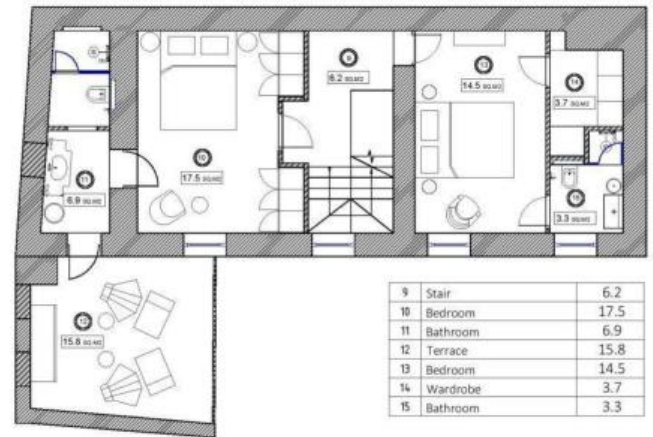 9
6.2 SQ.M2
13
14.5 SQ.M2
14
3.7 SQ.M2
10
17.5 SQ.M2
11
6.9 SQ.M2
15
3.3 SQ.M2
12
15.8 SQ.M2
9 Stair 6.2
10 Bedroom 17.5
11 Bathroom 6.9
12 Terrace 15.8
13 Bedroom 14.5
14 Wardrobe 3.7
15 Bathroom 3.3